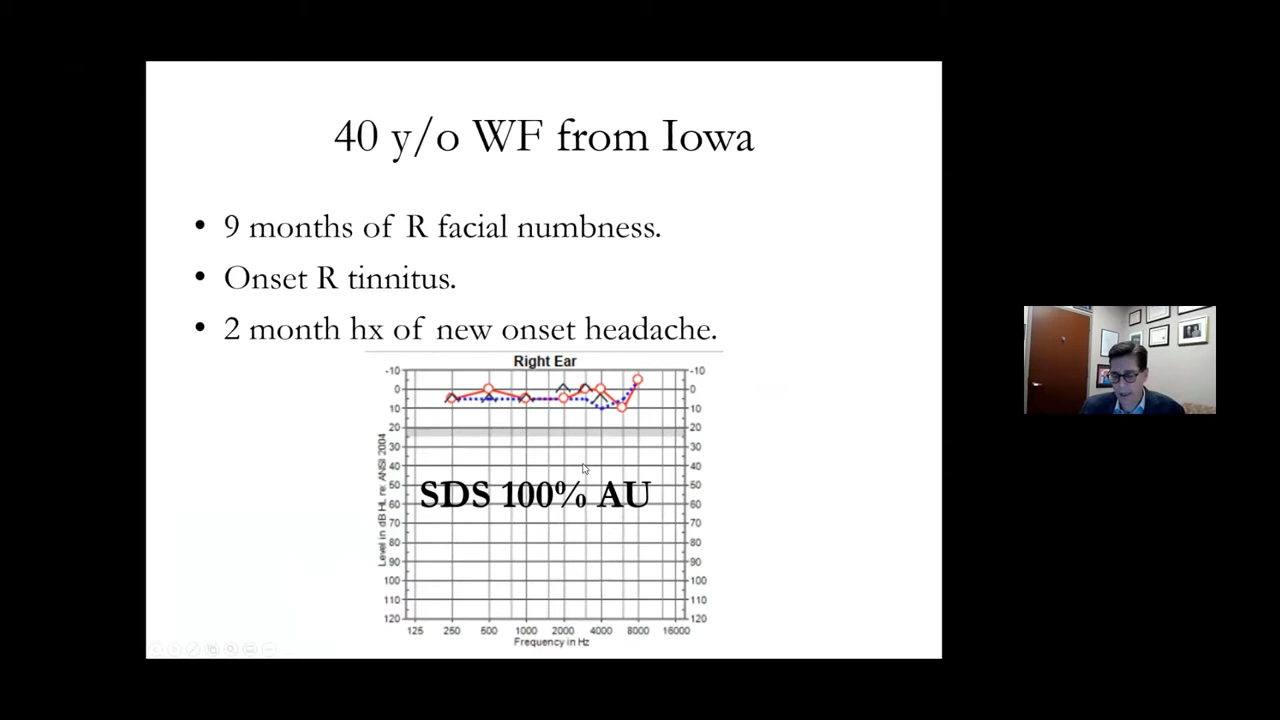 40 y/o WF from Iowa
• 9 months of R facial numbness.
• Onset R tinnitus.
• 2 month hx of new onset headache.
Right Ear
-10 -10
0 0
10 10
20 20
30 30
40 40
50 50
60 60
70 70
80 80
90 90
100 100
110 110
120 120
Level in dB HL re: ANSI 2004
SDS 100% AU
125 250 500 1000 2000 4000 8000 16000
Frequency in Hz